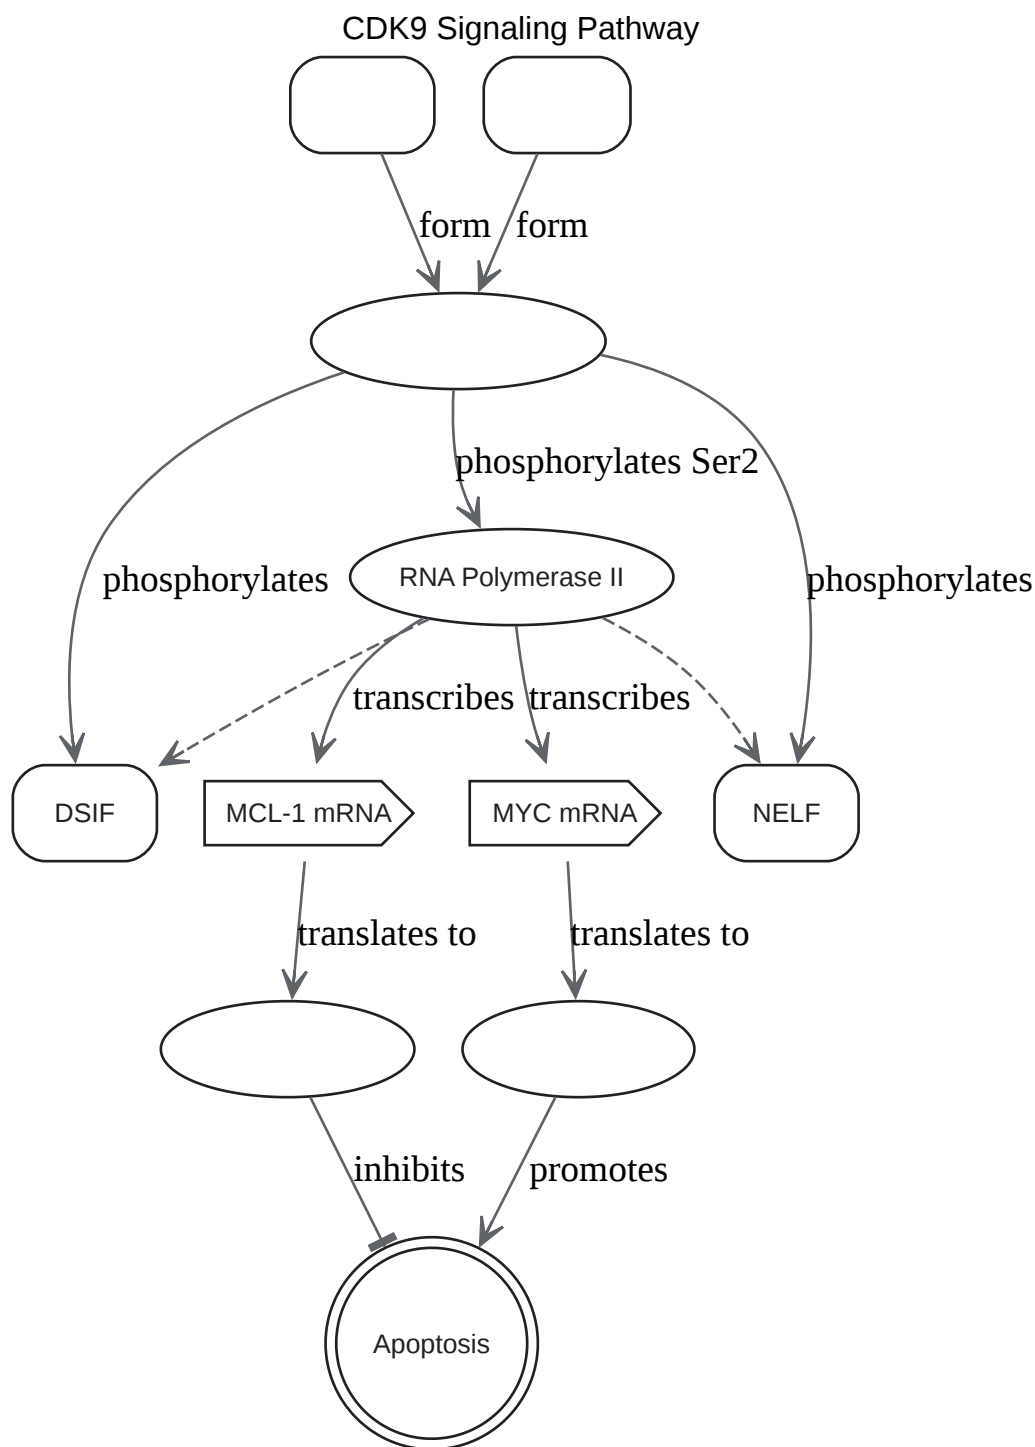 CDK9 Signaling Pathway
form
form
phosphorylates Ser2
phosphorylates
RNA Polymerase II
phosphorylates
transcribes
transcribes
DSIF
MCL-1 mRNA
MYC mRNA
NELF
translates to
translates to
inhibits
promotes
Apoptosis